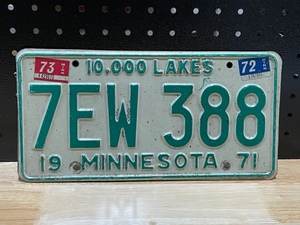 73 72
10,000 LAKES
7EW 388
19 MINNESOTA 71